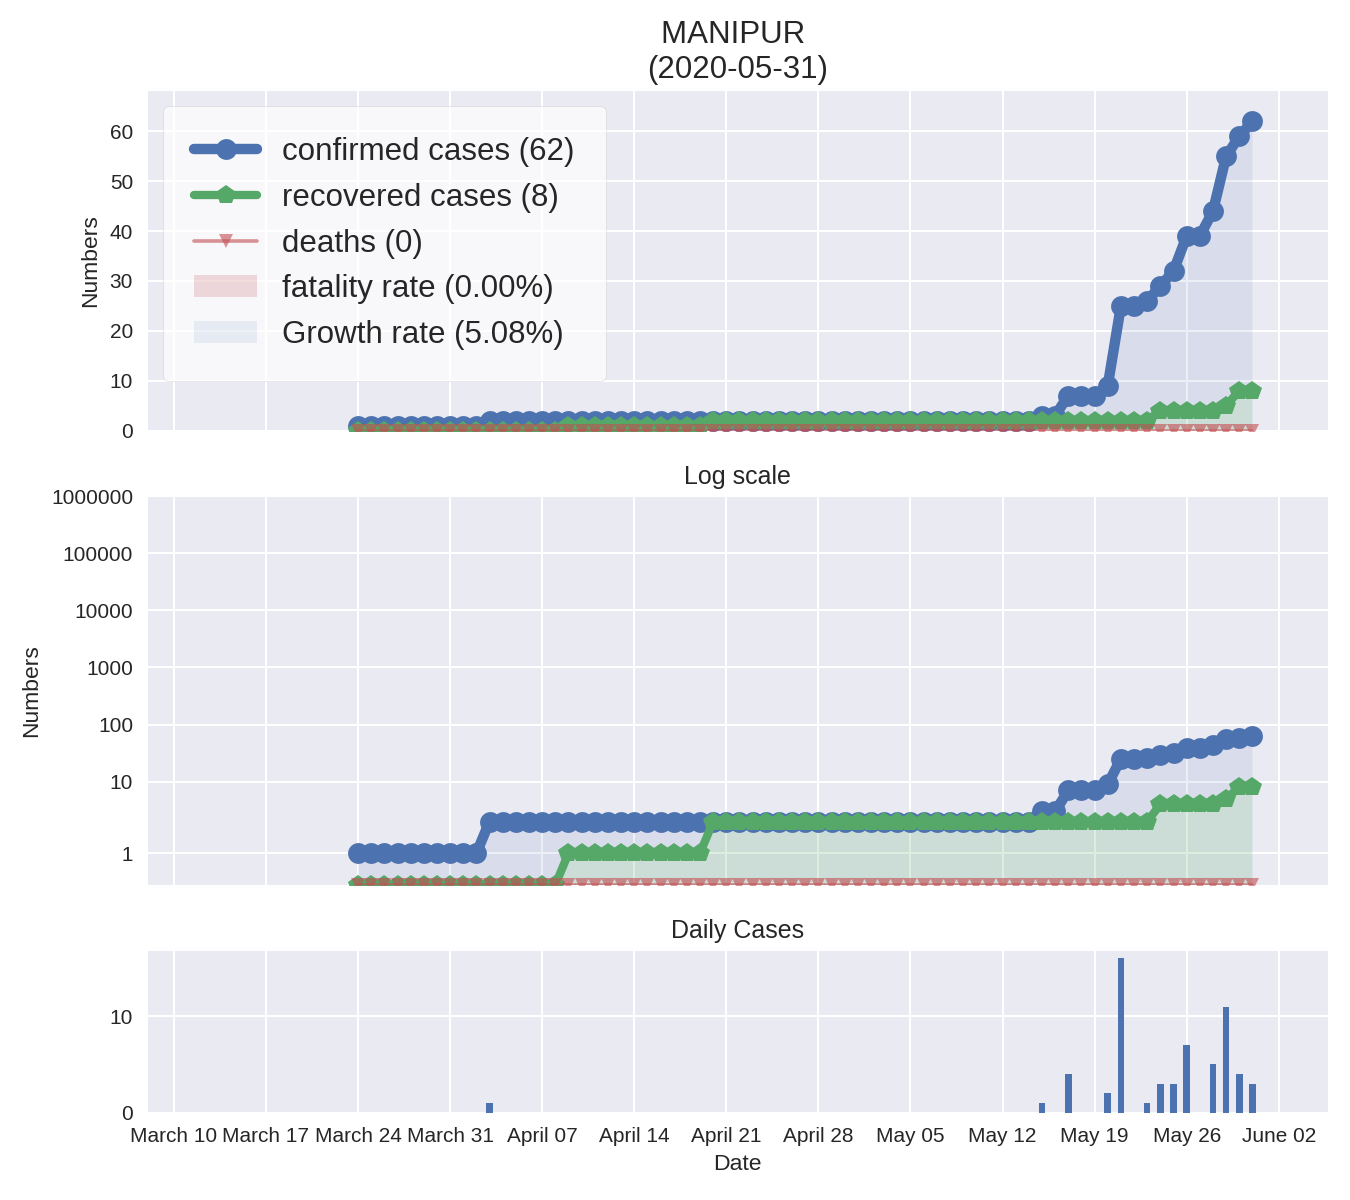 MANIPUR
(2020-05-31)
confirmed cases (62)
recovered cases (8)
deaths (0)
fatality rate (0.00%)
Growth rate (5.08%)
Numbers
60
50
40
30
20
10
0
Log scale
Numbers
1000000
100000
10000
1000
100
10
1
Daily Cases
10
0
March 10 March 17 March 24 March 31 April 07 April 14 April 21 April 28 May 05 May 12 May 19 May 26 June 02
Date